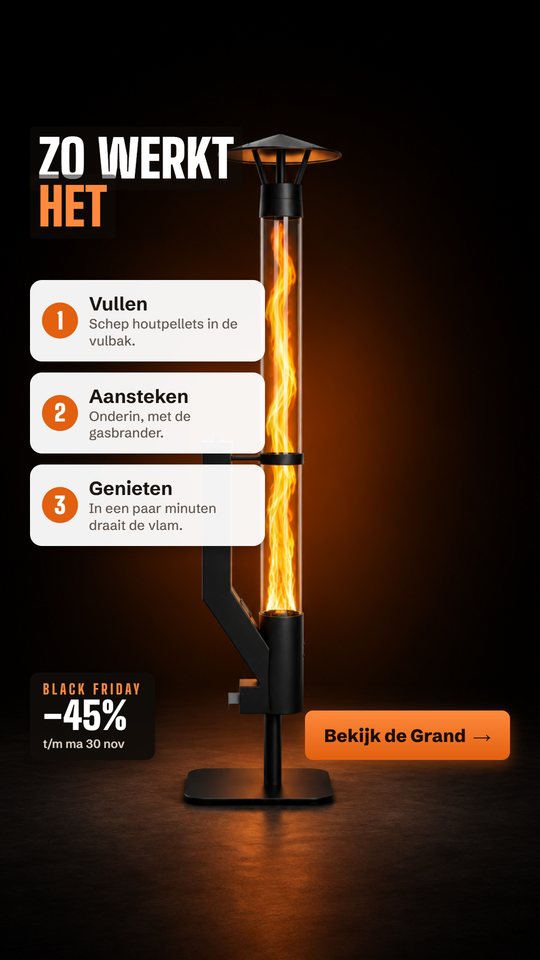 ZO WERKT
HET
1
Vullen
Schep houtpellets in de
vulbak.
2
Aansteken
Onderin, met de
gasbrander.
3
Genieten
In een paar minuten
draait de vlam.
BLACK FRIDAY
–45%
t/m ma 30 nov
Bekijk de Grand →